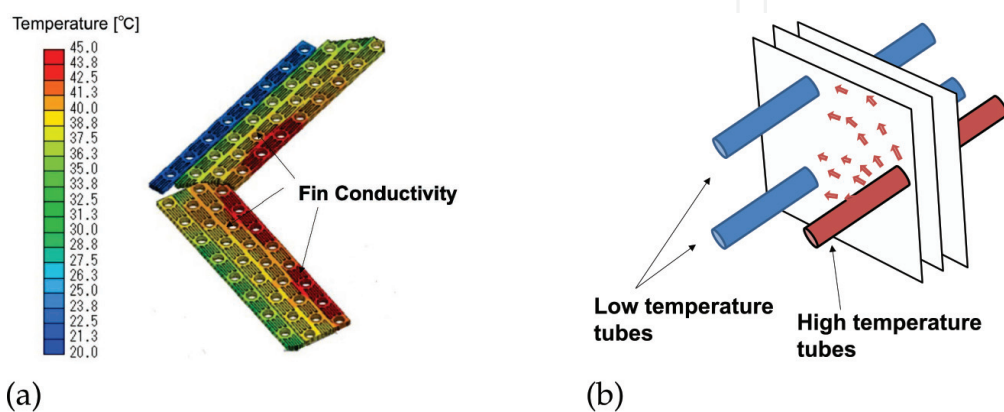 Temperature [℃]
45.0
43.8
42.5
41.3
40.0
38.8
37.5
36.3
35.0
33.8
32.5
31.3
30.0
28.8
27.5
26.3
25.0
23.8
22.5
21.3
20.0
Fin Conductivity
(a)
Low temperature
tubes
High temperature
tubes
(b)